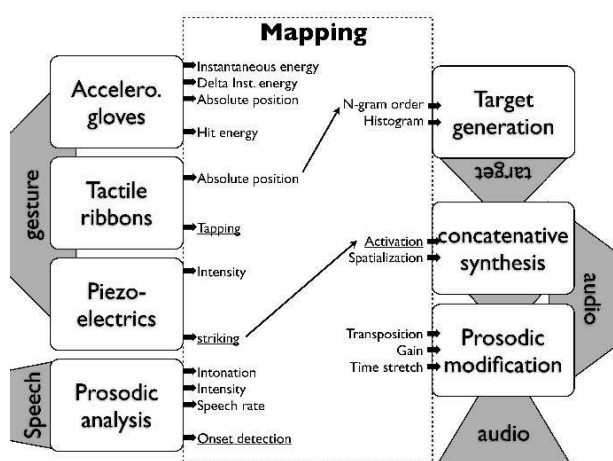 Mapping
Accelero.
gloves
Instantaneous energy
Delta Inst. energy
Absolute position
Hit energy
Tactile
ribbons
Absolute position
Tapping
Piezo-
electrics
Intensity
striking
gesture
Prosodic
analysis
Intonation
Intensity
Speech rate
Onset detection
Speech
N-gram order
Histogram
Target
generation
target
Activation
Spatialization
concatenative
synthesis
Transposition
Gain
Time stretch
Prosodic
modification
audio
audio